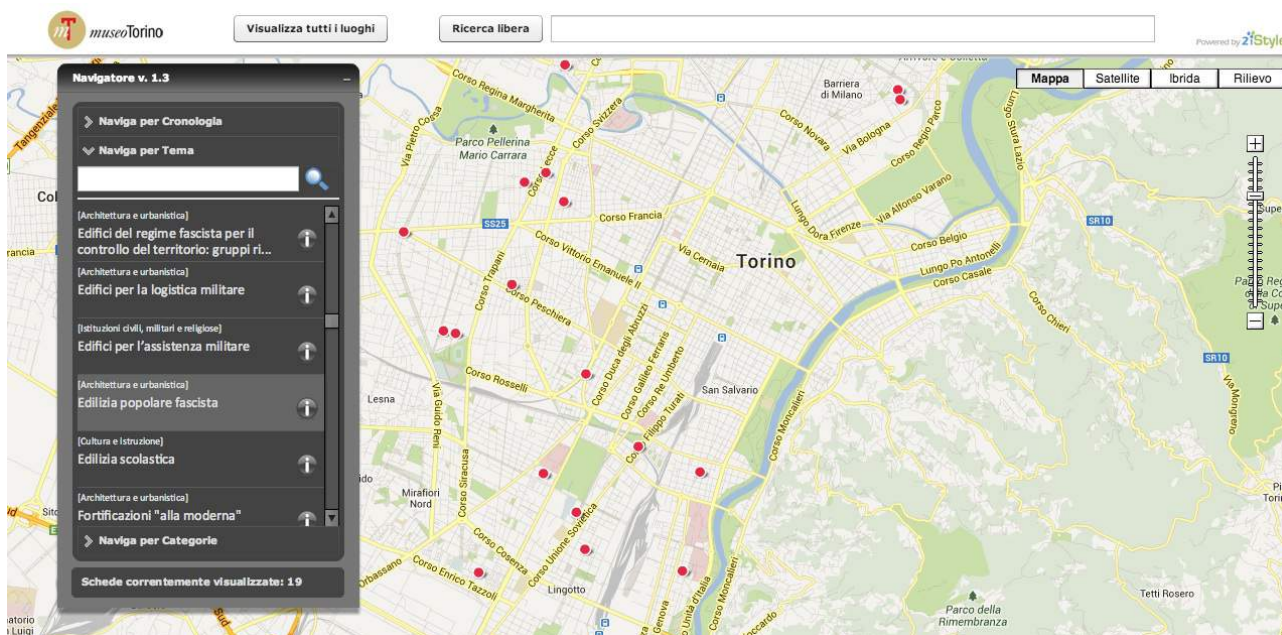 museoTorino
Visualizza tutti i luoghi
Ricerca libera
Powered by 2iStyle
Navigatore v. 1.3
Naviga per Cronologia
Naviga per Tema
[Architettura e urbanistica]
Edifici del regime fascista per il
controllo del territorio: gruppi ri...
[Architettura e urbanistica]
Edifici per la logistica militare
[Istituzioni civili, militari e religiose]
Edifici per l'assistenza militare
[Architettura e urbanistica]
Edilizia popolare fascista
[Cultura e istruzione]
Edilizia scolastica
[Architettura e urbanistica]
Fortificazioni "alla moderna"
Naviga per Categorie
Schede correntemente visualizzate: 19
Mappa
Satellite
Ibrida
Rilievo
Corso Regina Margherita
Corso Svizzera
Barriera
di Milano
Lungo Stura Lazio
Tangenziale
Via Pietro Cossa
Parco Pellerina
Mario Carrara
Corso Lecce
Corso Novara
Via Bologna
Corso Regio Parco
SS25
Corso Francia
Lungo Dora Firenze
Via Alfonso Varano
SR10
Corso Trapani
Corso Vittorio Emanuele II
Via Cernaia
Torino
Corso Belgio
Lungo Po Antonelli
Corso Casale
Corso Peschiera
Corso Chieri
Corso Duca degli Abruzzi
Corso Galileo Ferraris
Corso Re Umberto
SR10
Corso Rosselli
Via Guido Reni
Lesna
Corso Filippo Turati
San Salvario
Corso Moncalieri
Via Mongreno
Corso Siracusa
Mirafiori
Nord
Corso Unione Sovietica
Corso Cosenza
Orbassano
Corso Enrico Tazzoli
Lingotto
Corso Moncalieri
Parco della
Rimembranza
Tetti Rosero